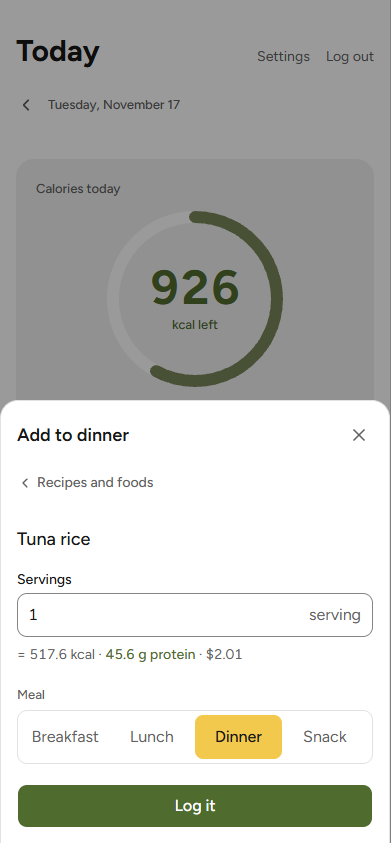 Today
Settings Log out
Tuesday, November 17
Calories today
926
kcal left
Add to dinner
Recipes and foods
Tuna rice
Servings
1 serving
= 517.6 kcal · 45.6 g protein · $2.01
Meal
Breakfast Lunch Dinner Snack
Log it